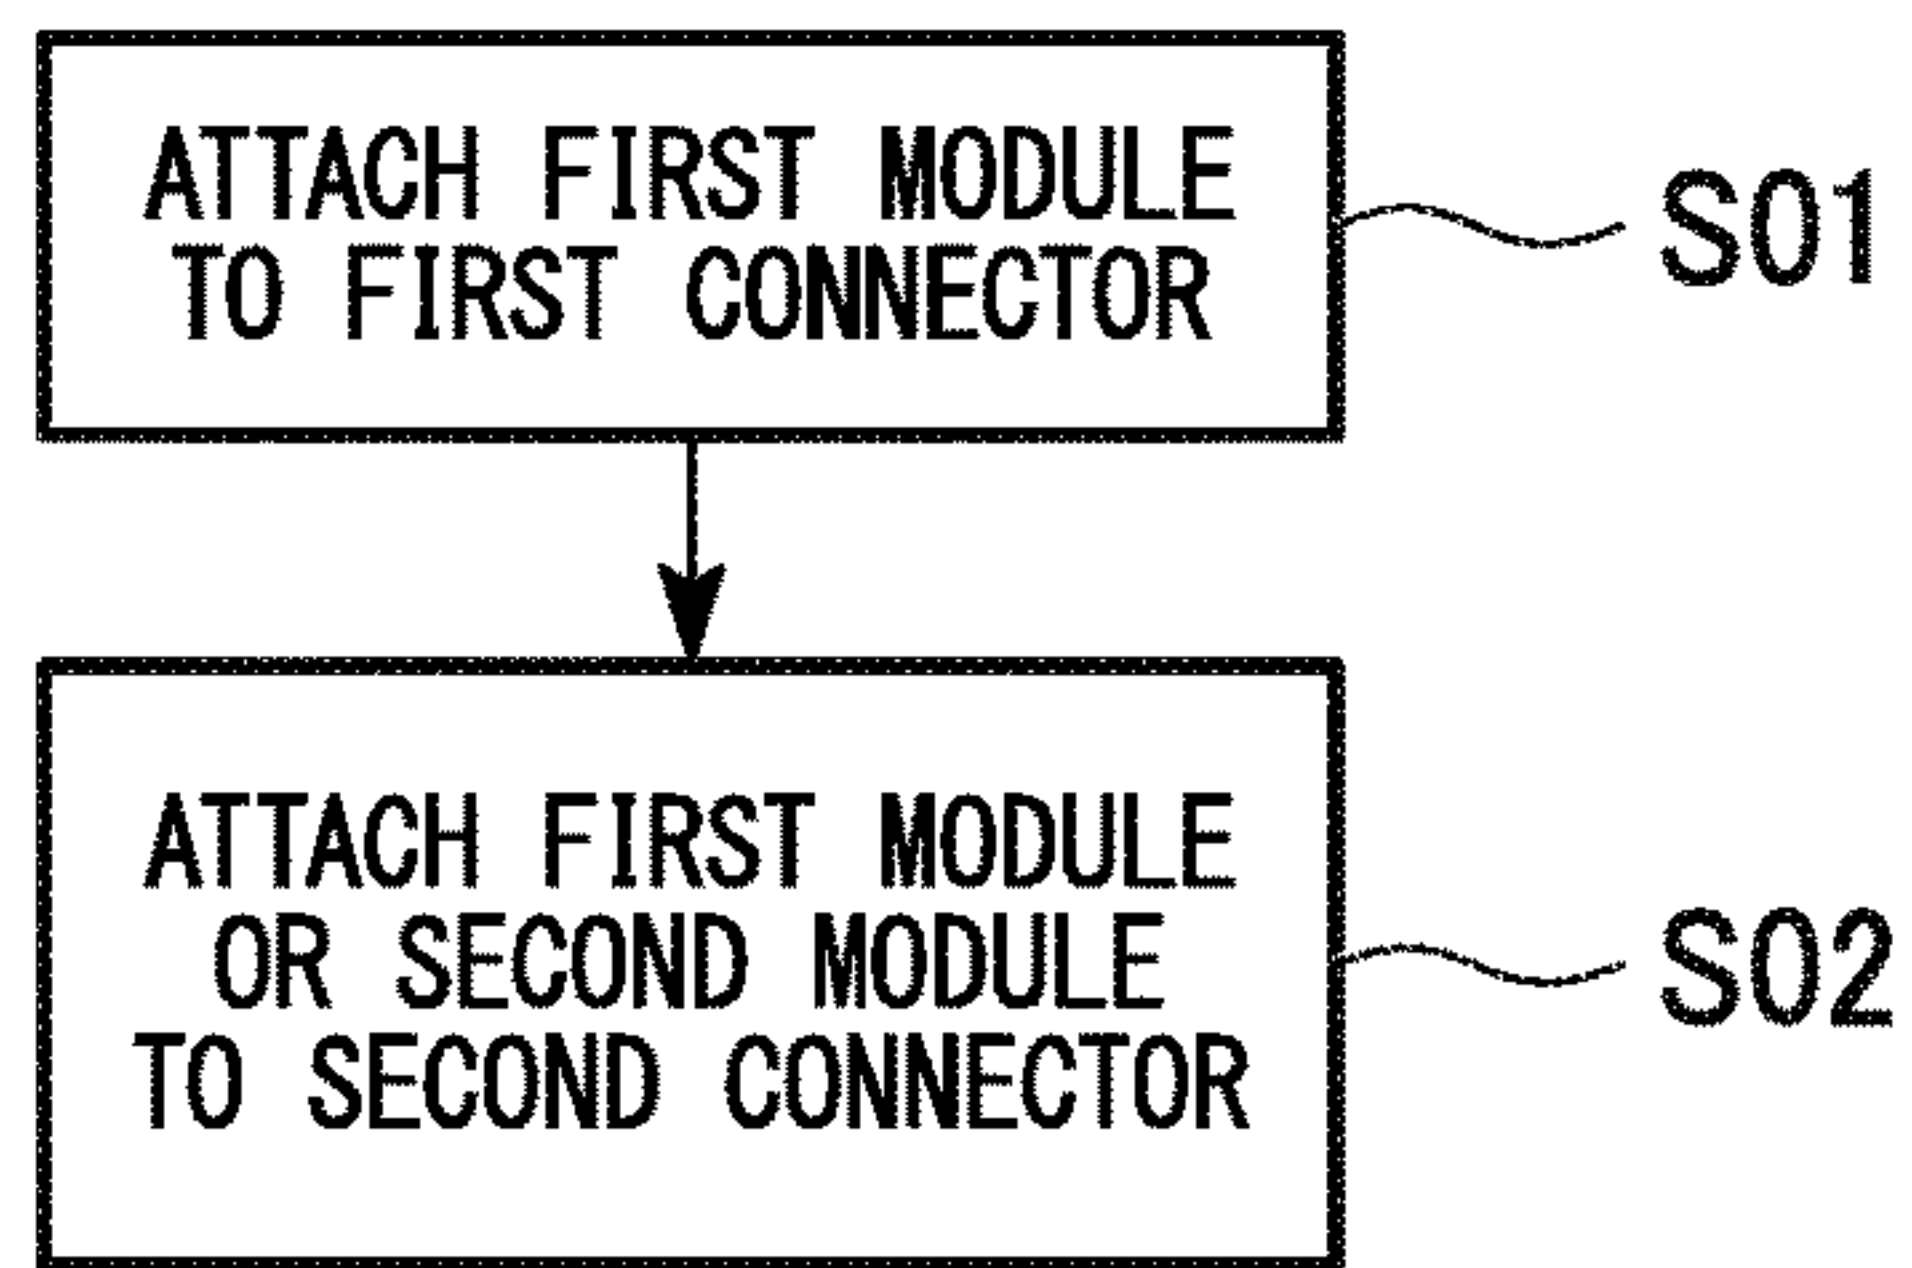 ATTACH FIRST MODULE
TO FIRST CONNECTOR
S01
ATTACH FIRST MODULE
OR SECOND MODULE
TO SECOND CONNECTOR
S02